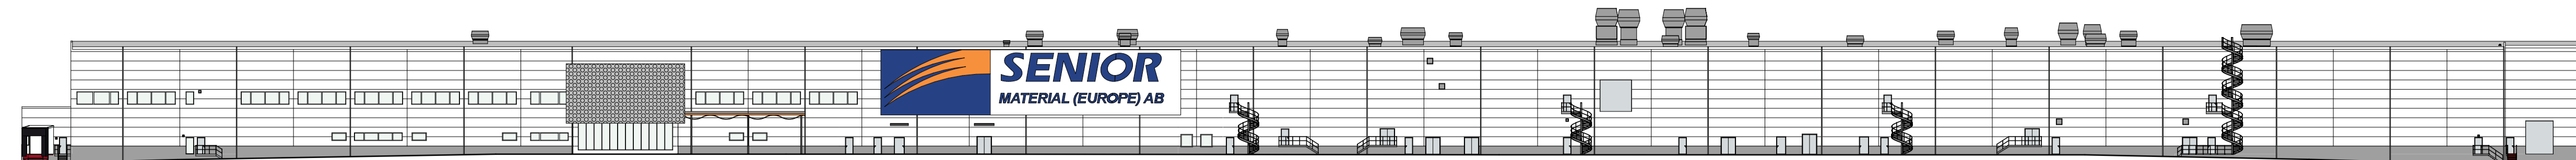 SENIOR
MATERIAL (EUROPE) AB